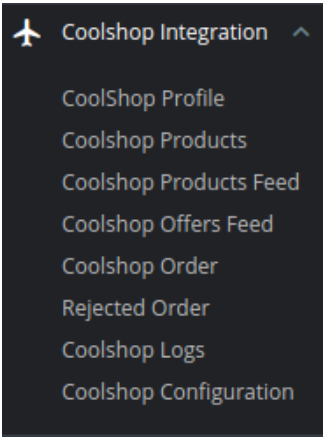 Coolshop Integration
CoolShop Profile
Coolshop Products
Coolshop Products Feed
Coolshop Offers Feed
Coolshop Order
Rejected Order
Coolshop Logs
Coolshop Configuration